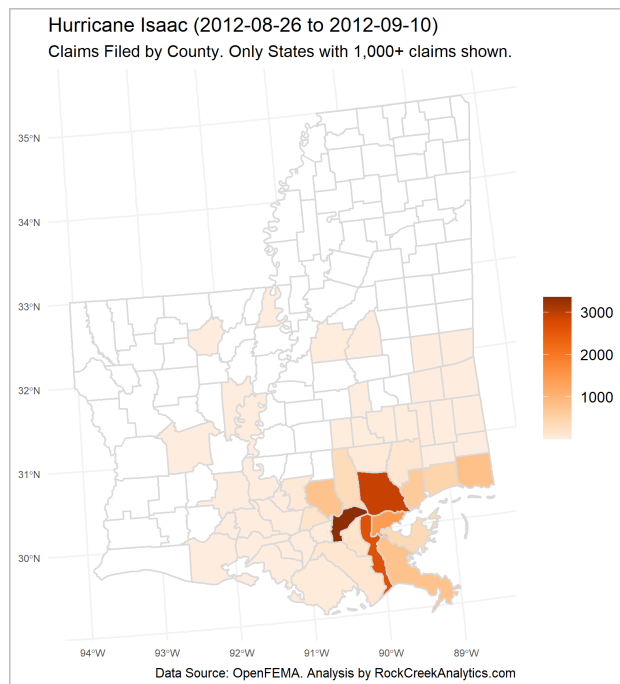 Hurricane Isaac (2012-08-26 to 2012-09-10)
Claims Filed by County. Only States with 1,000+ claims shown.
35°N
34°N
33°N
32°N
31°N
30°N
3000
2000
1000
94°W 93°W 92°W 91°W 90°W 89°W
Data Source: OpenFEMA. Analysis by RockCreekAnalytics.com